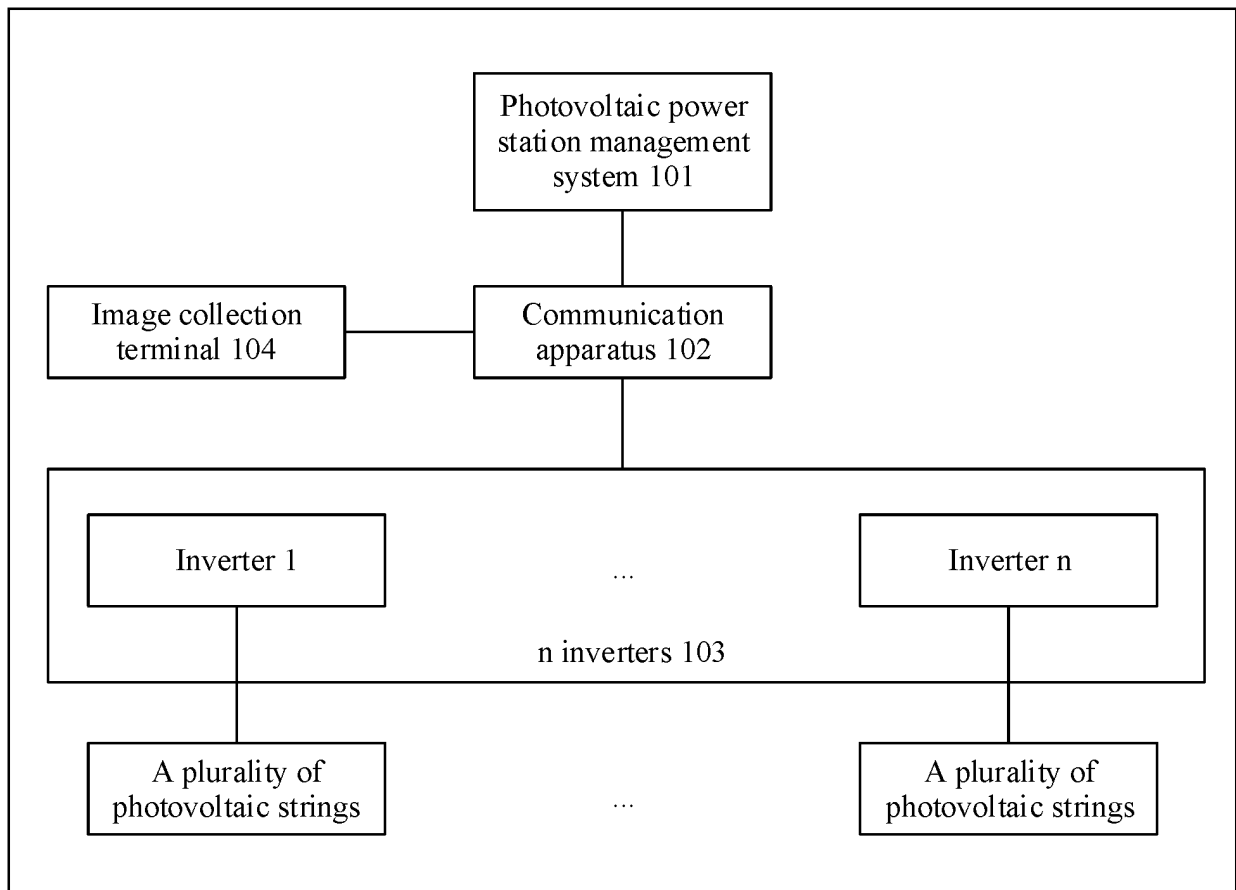 Photovoltaic power
station management
system 101
Image collection
terminal 104
Communication
apparatus 102
Inverter 1
...
Inverter n
n inverters 103
A plurality of
photovoltaic strings
...
A plurality of
photovoltaic strings